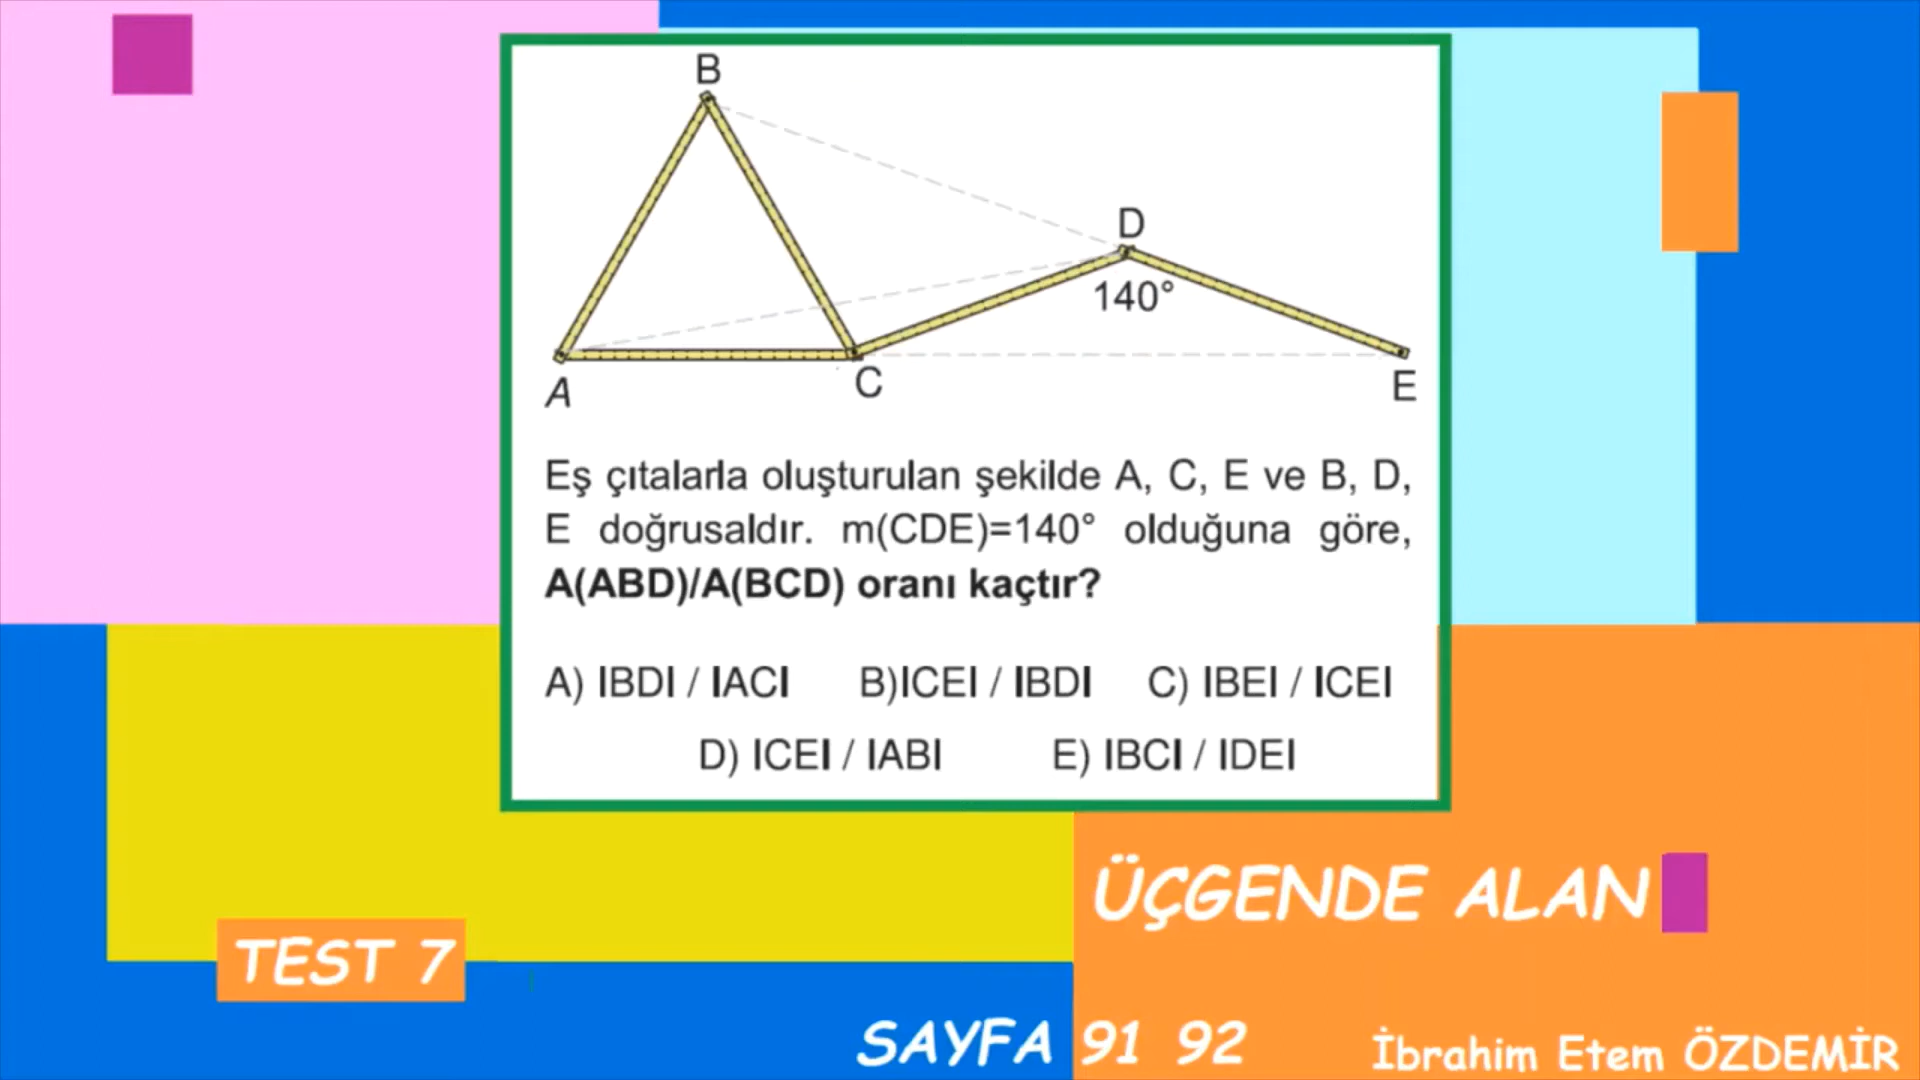 B
D
140°
A
C
E
Eş çıtalarla oluşturulan şekilde A, C, E ve B, D,
E doğrusaldır. m(CDE)=140° olduğuna göre,
A(ABD)/A(BCD) oranı kaçtır?
A) IBDI / IACI B)ICEI / IBDI C) IBEI / ICEI
D) ICEI / IABI E) IBCI / IDEI
ÜÇGENDE ALAN
TEST 7
SAYFA 91 92
İbrahim Etem ÖZDEMİR